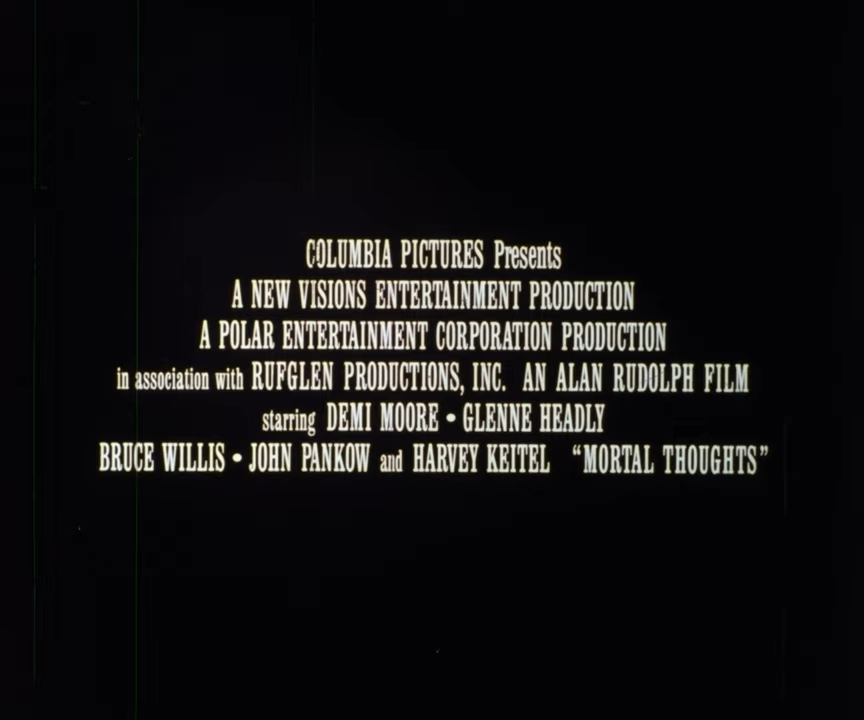 COLUMBIA PICTURES Presents
A NEW VISIONS ENTERTAINMENT PRODUCTION
A POLAR ENTERTAINMENT CORPORATION PRODUCTION
in association with RUFGLEN PRODUCTIONS, INC. AN ALAN RUDOLPH FILM
starring DEMI MOORE • GLENNE HEADLY
BRUCE WILLIS • JOHN PANKOW and HARVEY KEITEL “MORTAL THOUGHTS”